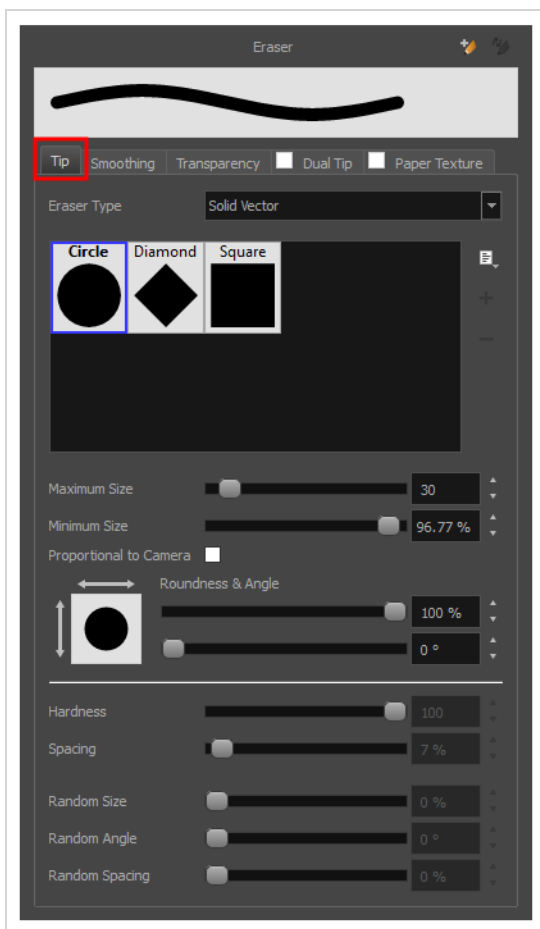 Eraser
Tip Smoothing Transparency Dual Tip Paper Texture
Eraser Type Solid Vector
Circle Diamond Square
Maximum Size 30
Minimum Size 96.77 %
Proportional to Camera
Roundness & Angle
100 %
0 °
Hardness 100
Spacing 7 %
Random Size 0 %
Random Angle 0 °
Random Spacing 0 %